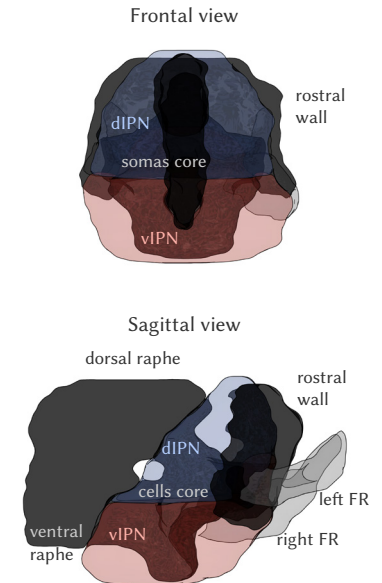 Frontal view
rostral
wall
dIPN
somas core
vIPN
Sagittal view
dorsal raphe
rostral
wall
dIPN
cells core
left FR
ventral
raphe
vIPN
right FR